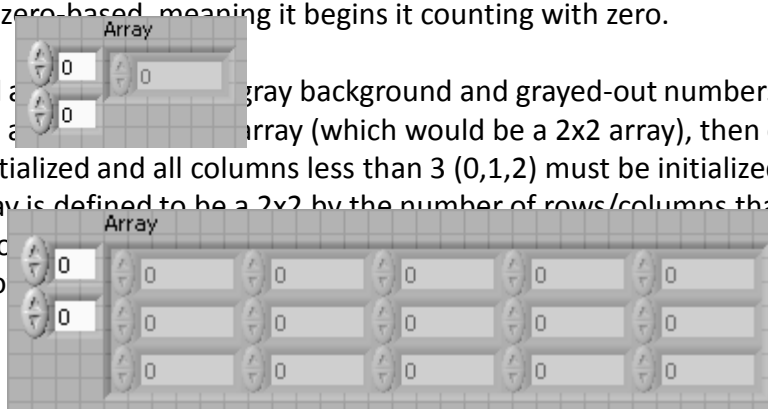 zero-based, meaning it begins it counting with zero.
Array
0 0
0
gray background and grayed-out number
array (which would be a 2x2 array), then
tialized and all columns less than 3 (0,1,2) must be initialized
is defined to be a 2x2 by the number of rows/columns tha
Array
0 0 0 0 0 0
0 0 0 0 0 0
0 0 0 0 0